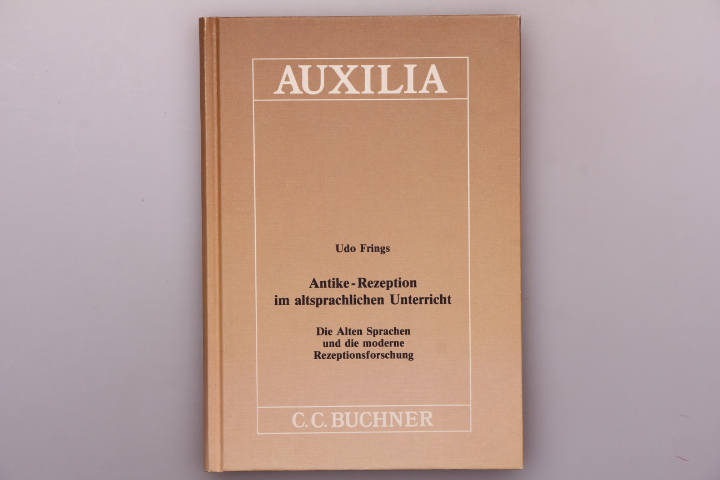 AUXILIA
Udo Frings
Antike-Rezeption
im altsprachlichen Unterricht
Die Alten Sprachen
und die moderne
Rezeptionsforschung
C. C. BUCHNER